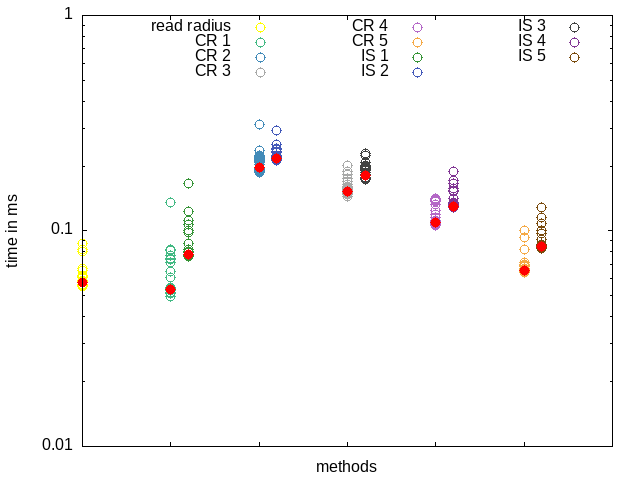 1
read radius CR 4 IS 3
CR 1 CR 5 IS 4
CR 2 IS 1 IS 5
CR 3 IS 2
0.1
time in ms
0.01
methods